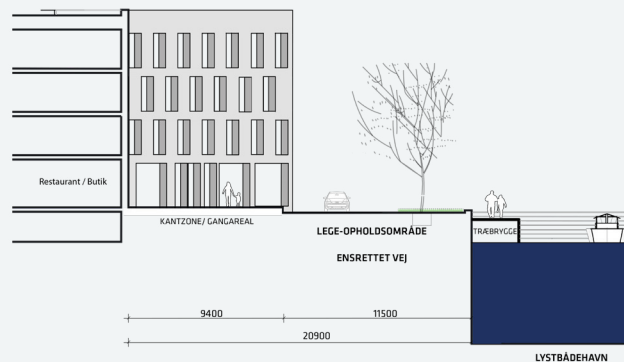 Restaurant / Butik
KANTZONE/ GANGAREAL
LEGE-OPHOLDSOMRÅDE
TRÆBRYGGE
ENSRETTET VEJ
9400
11500
20900
LYSTBÅDEHAVN